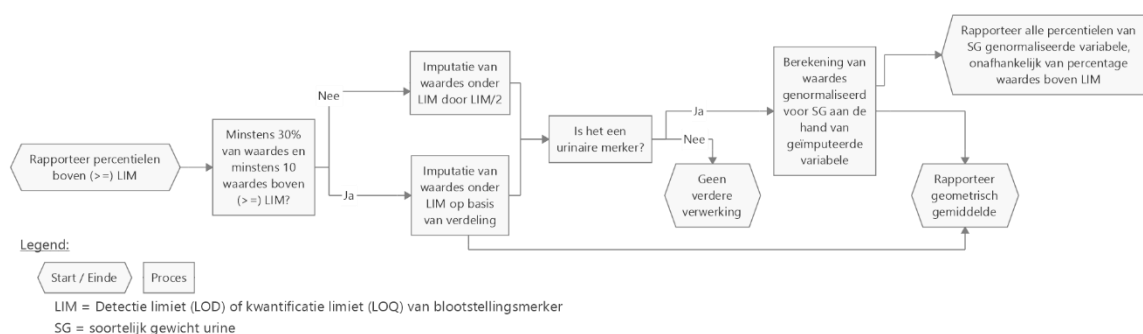 Rapporteer percentielen
boven (>=) LIM
Minstens 30%
van waardes en
minstens 10
waardes boven
(>=) LIM?
Nee
Ja
Imputatie van
waardes onder
LIM door LIM/2
Imputatie van
waardes onder
LIM op basis
van verdeling
Is het een
urinaire merker?
Ja
Nee
Geen
verdere
verwerking
Berekening van
waardes
genormaliseerd
voor SG aan de
hand van
geïmputeerde
variabele
Rapporteer alle percentielen van
SG genormaliseerde variabele,
onafhankelijk van percentage
waardes boven LIM
Rapporteer
geometrisch
gemiddelde
Legend:
Start / Einde
Proces
LIM = Detectie limiet (LOD) of kwantificatie limiet (LOQ) van blootstellingsmerker
SG = soortelijk gewicht urine